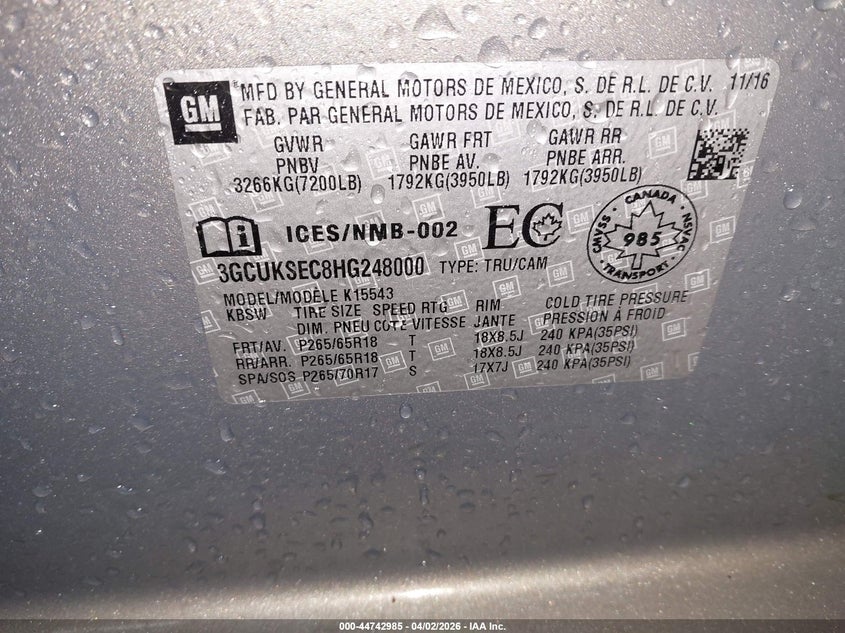 GM
MFD BY GENERAL MOTORS DE MEXICO, S. DE R.L. DE C.V. 11/16
FAB. PAR GENERAL MOTORS DE MEXICO, S. DE R.L. DE C.V.
GVWR GAWR FRT GAWR RR
PNBV PNBE AV. PNBE ARR.
3266KG(7200LB) 1792KG(3950LB) 1792KG(3950LB)
ICES/NMB-002 EC CANADA NSVAC TRANSPORT CMVSS 985
3GCUKSEC8HG248000 TYPE: TRU/CAM
MODEL/MODÈLE K15543
KBSW TIRE SIZE SPEED RTG RIM COLD TIRE PRESSURE
DIM. PNEU COTE VITESSE JANTE PRESSION À FROID
FRT/AV. P265/65R18 T 18X8.5J 240 KPA(35PSI)
RR/ARR. P265/65R18 T 18X8.5J 240 KPA(35PSI)
SPA/SOS P265/70R17 S 17X7J 240 KPA(35PSI)
000-44742985 - 04/02/2026 - IAA Inc.